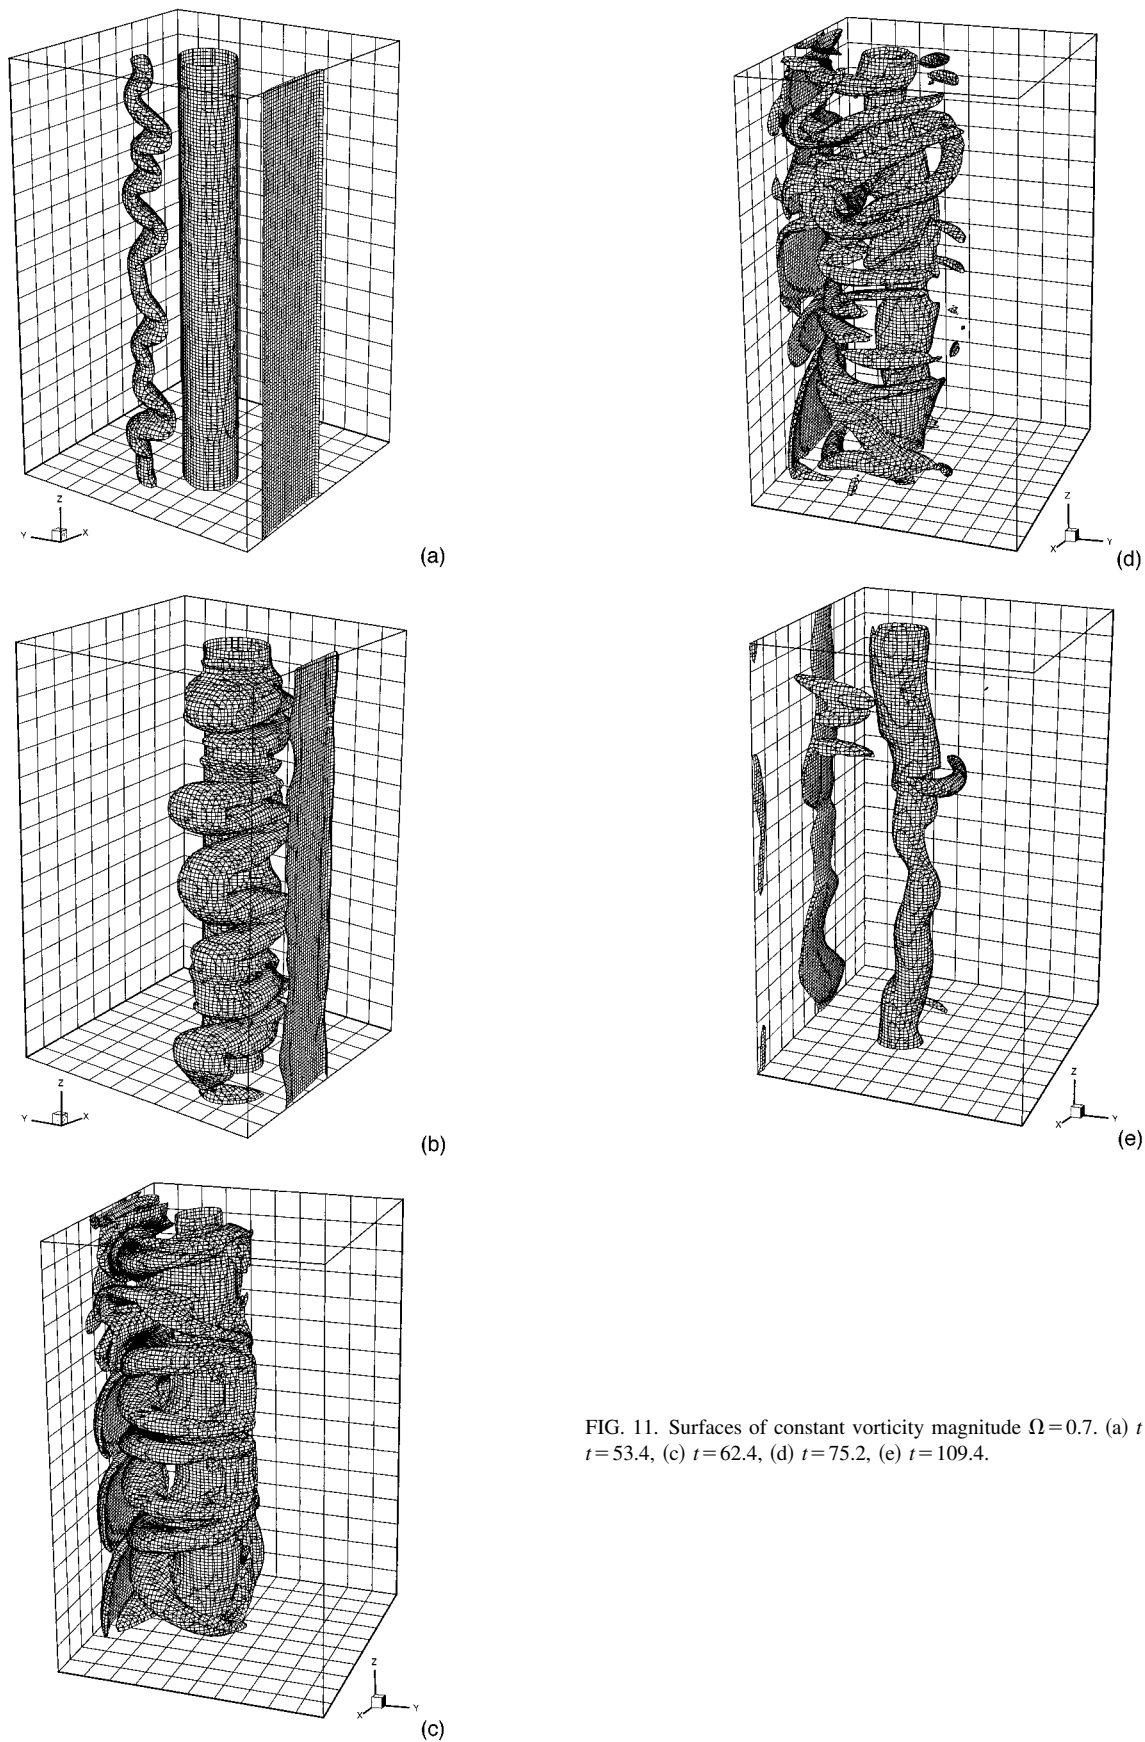 Z
Y
X
(a)
Z
X
Y
(d)
Z
Y
X
(b)
Z
X
Y
(e)
Z
X
Y
(c)
FIG. 11. Surfaces of constant vorticity magnitude Ω=0.7. (a) t
t=53.4, (c) t=62.4, (d) t=75.2, (e) t=109.4.